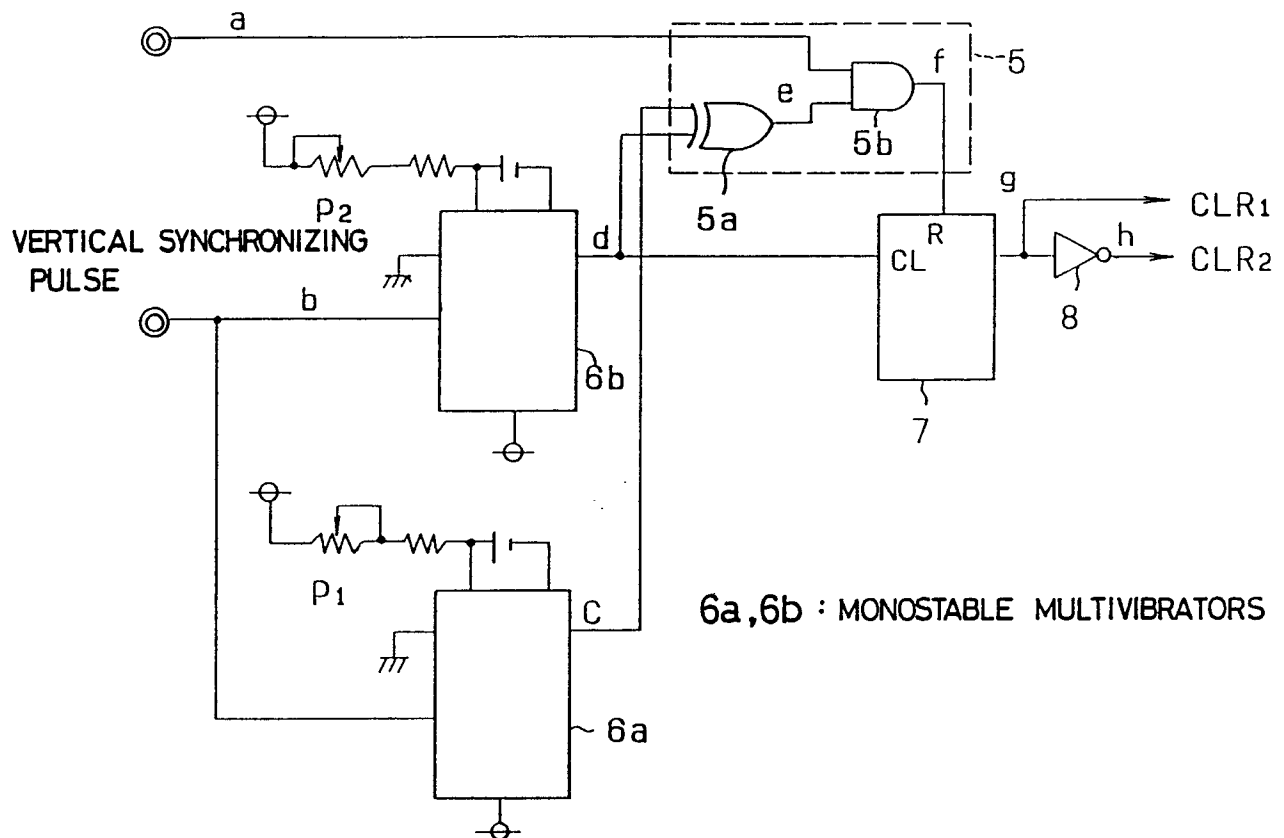 a
5
f
e
5b
P2
5a
g
CLR1
R
VERTICAL SYNCHRONIZING
PULSE
d
CL
h
CLR2
8
b
6b
7
P1
C
6a,6b : MONOSTABLE MULTIVIBRATORS
6a